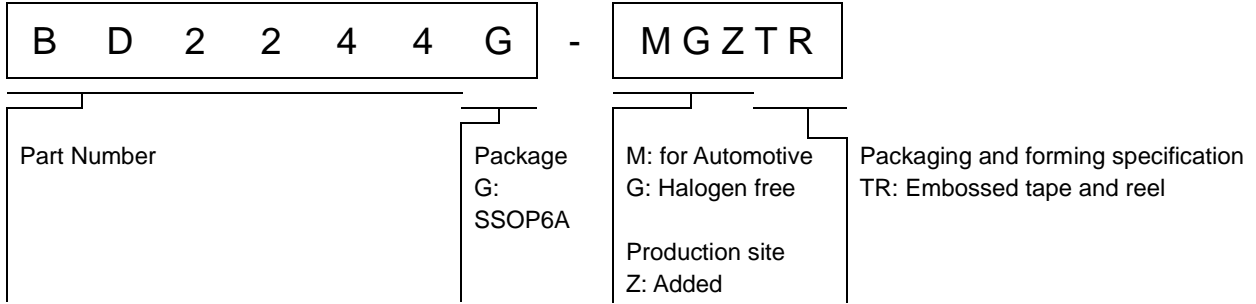 B D 2 2 4 4 G - M G Z T R
Part Number
Package
G:
SSOP6A
M: for Automotive
G: Halogen free
Production site
Z: Added
Packaging and forming specification
TR: Embossed tape and reel